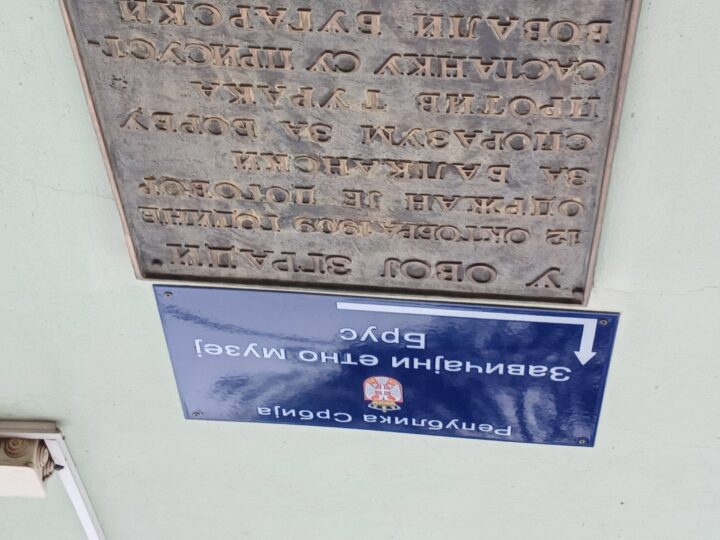 Република Србија
Завичајни етно музеј
Брус
У ОВОЈ ЗГРАДИ
12 ОКТОБРА 1909 ГОДИНЕ
ОДРЖАН ЈЕ ДОГОВОР
ЗА БАЛКАНСКИ
СПОРАЗУМ ЗА БОРБУ
ПРОТИВ ТУРАКА
САСТАНКУ СУ ПРИСУСТ-
ВОВАЛИ БУГАРСКИ